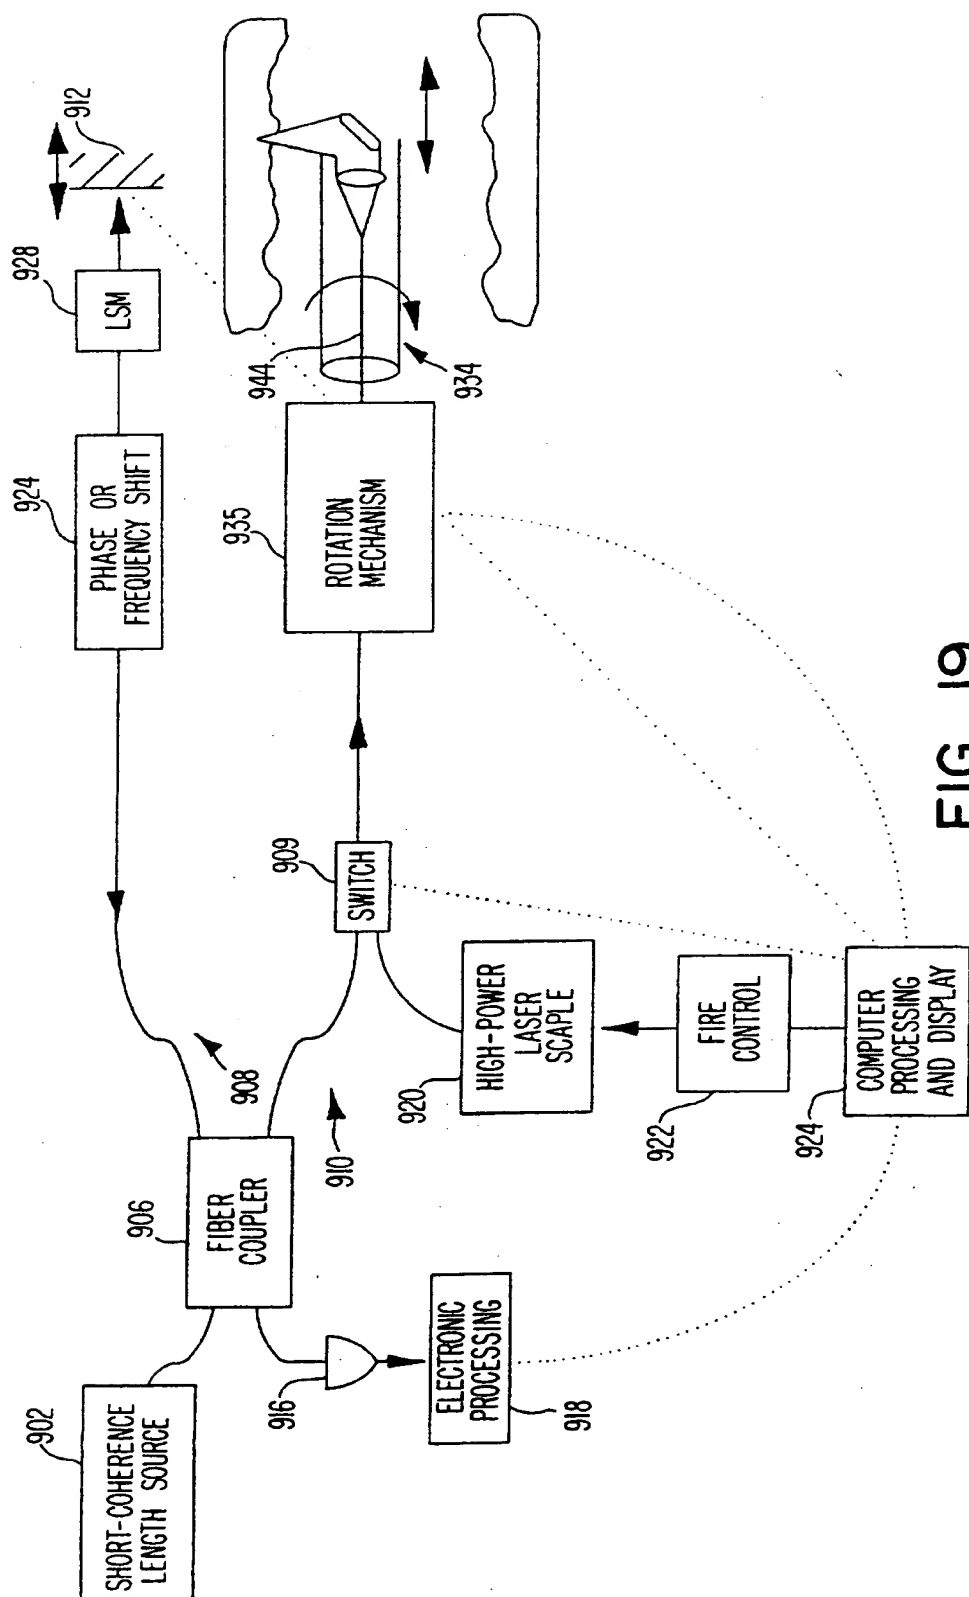 902
SHORT-COHERENCE
LENGTH SOURCE
906
FIBER
COUPLER
908
910
916
ELECTRONIC
PROCESSING
918
924
PHASE OR
FREQUENCY SHIFT
928
LSM
912
909
SWITCH
935
ROTATION
MECHANISM
944
934
920
HIGH-POWER
LASER
SCAPLE
922
FIRE
CONTROL
924
COMPUTER
PROCESSING
AND DISPLAY
FIG 19